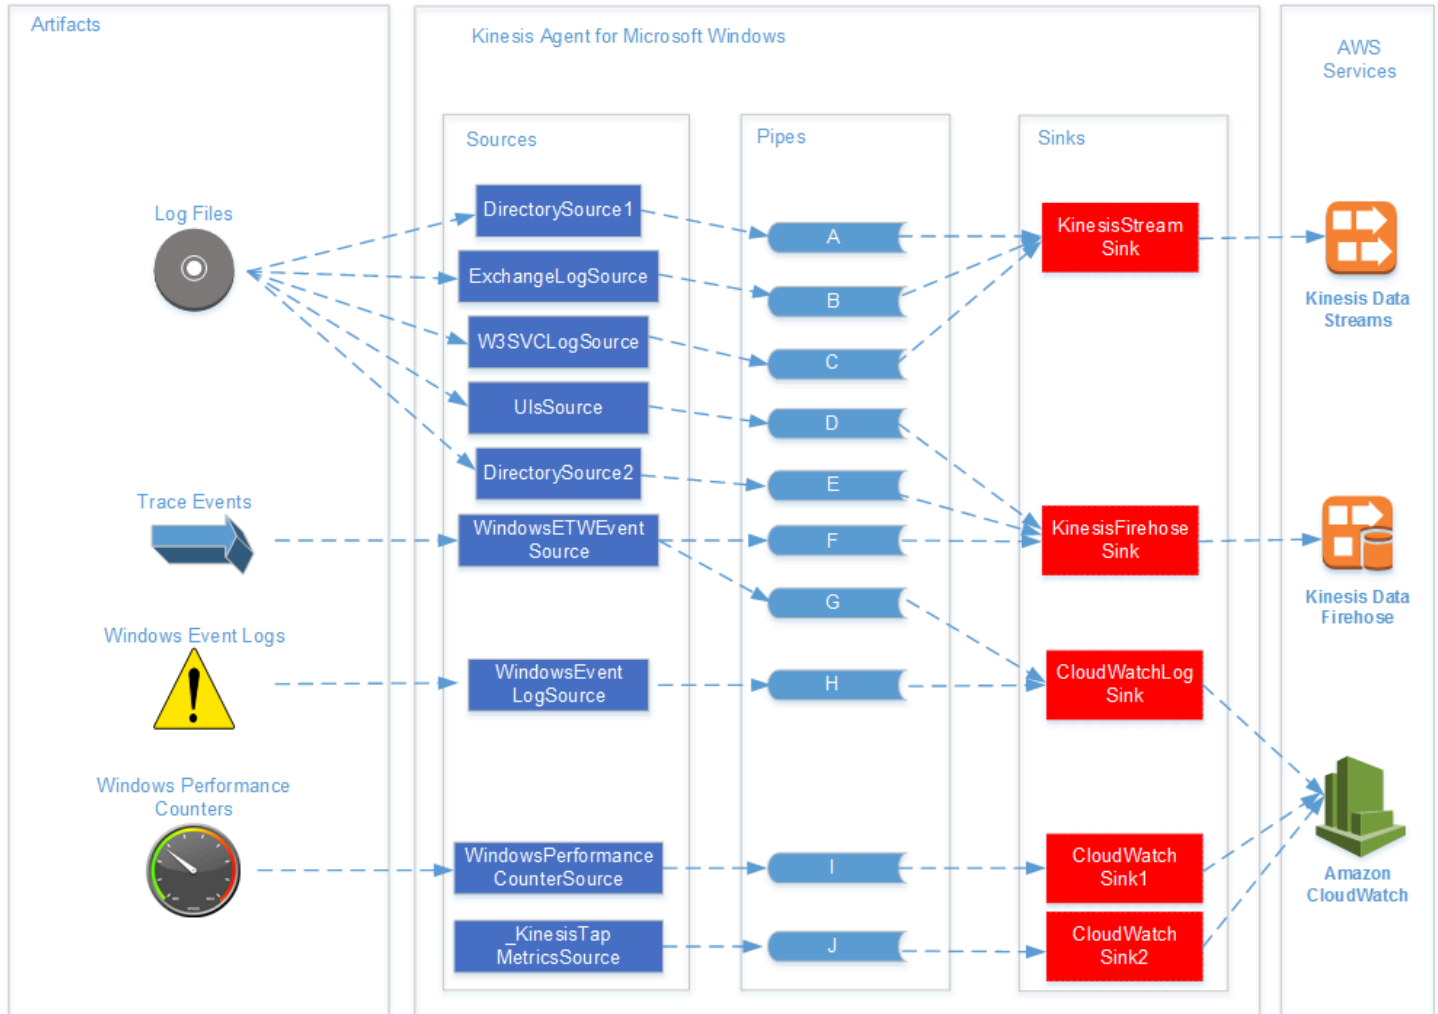 Artifacts
Kinesis Agent for Microsoft Windows
AWS
Services
Sources
Pipes
Sinks
Log Files
DirectorySource1
A
KinesisStream
Sink
Kinesis Data
Streams
ExchangeLogSource
B
W3SVCLogSource
C
UlsSource
D
DirectorySource2
E
Trace Events
WindowsETWEvent
Source
F
KinesisFirehose
Sink
Kinesis Data
Firehose
G
Windows Event Logs
WindowsEvent
LogSource
H
CloudWatchLog
Sink
Windows Performance
Counters
WindowsPerformance
CounterSource
I
CloudWatch
Sink1
Amazon
CloudWatch
_KinesisTap
MetricsSource
J
CloudWatch
Sink2